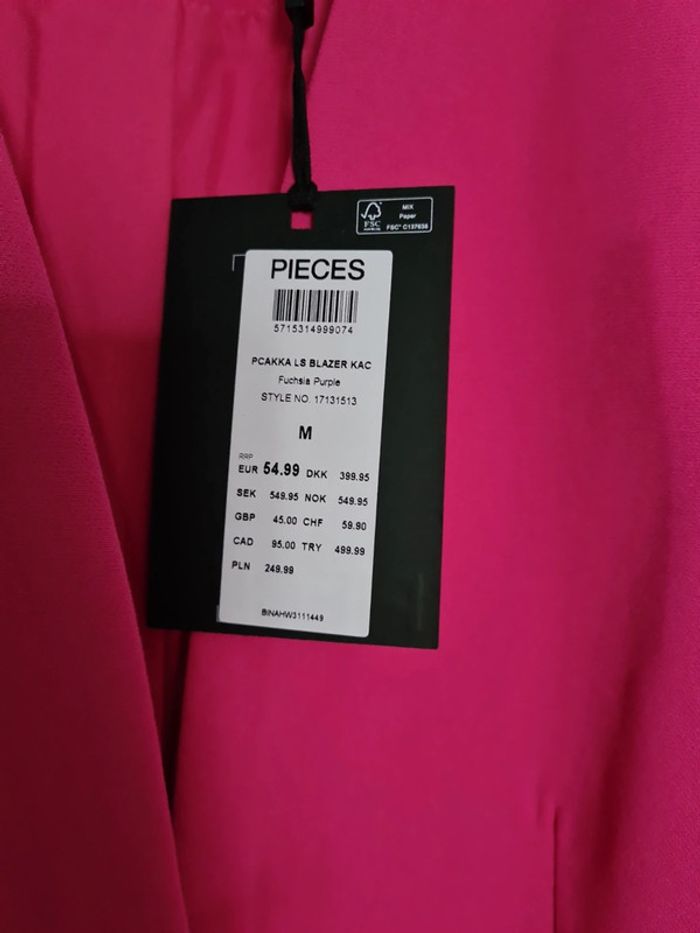 MIX
Paper
FSC
FSC® C137638
PIECES
5715314999074
PCAKKA LS BLAZER KAC
Fuchsia Purple
STYLE NO. 17131513
M
RRP
EUR 54.99 DKK 399.95
SEK 549.95 NOK 549.95
GBP 45.00 CHF 59.90
CAD 95.00 TRY 499.99
PLN 249.99
BINAHW3111449